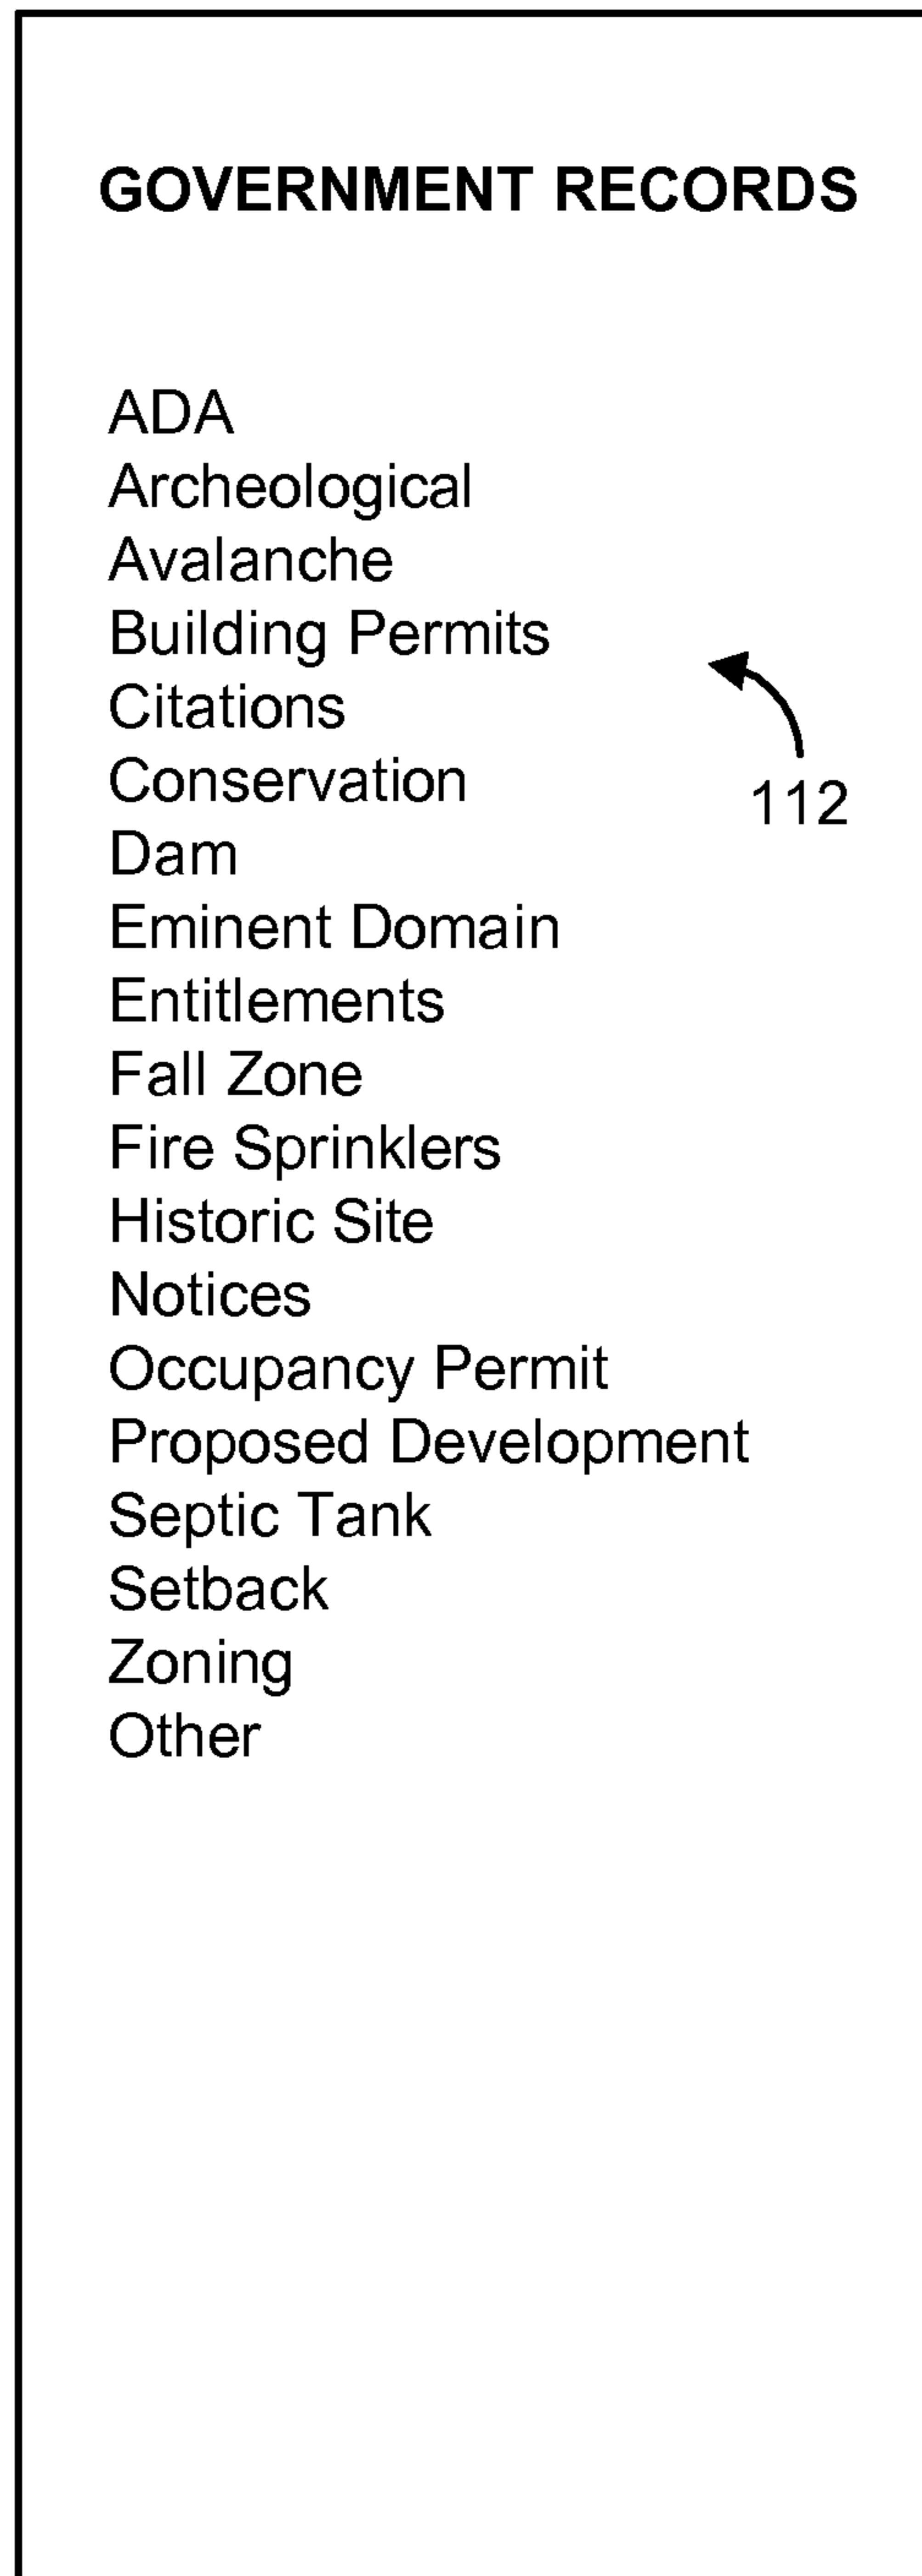 GOVERNMENT RECORDS
ADA
Archeological
Avalanche
Building Permits
Citations
Conservation
112
Dam
Eminent Domain
Entitlements
Fall Zone
Fire Sprinklers
Historic Site
Notices
Occupancy Permit
Proposed Development
Septic Tank
Setback
Zoning
Other